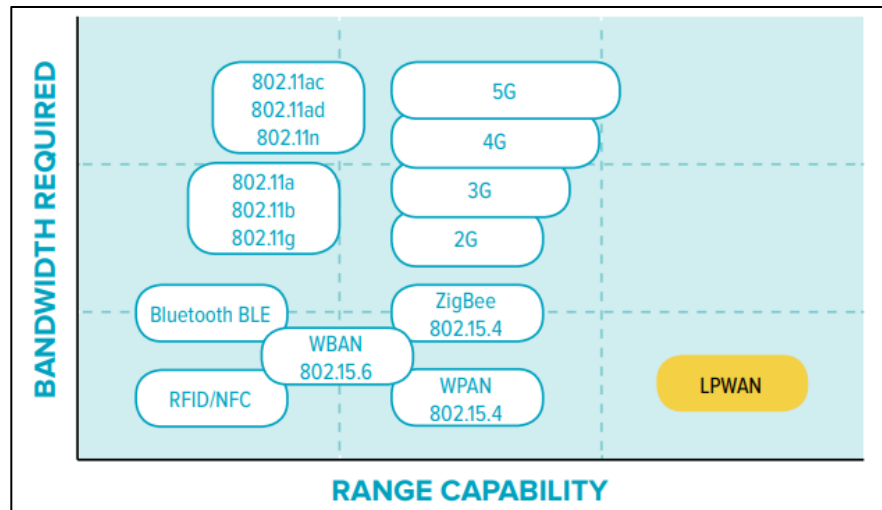 BANDWIDTH REQUIRED
802.11ac
802.11ad
802.11n
5G
4G
802.11a
802.11b
802.11g
3G
2G
Bluetooth BLE
ZigBee
802.15.4
WBAN
802.15.6
RFID/NFC
WPAN
802.15.4
LPWAN
RANGE CAPABILITY